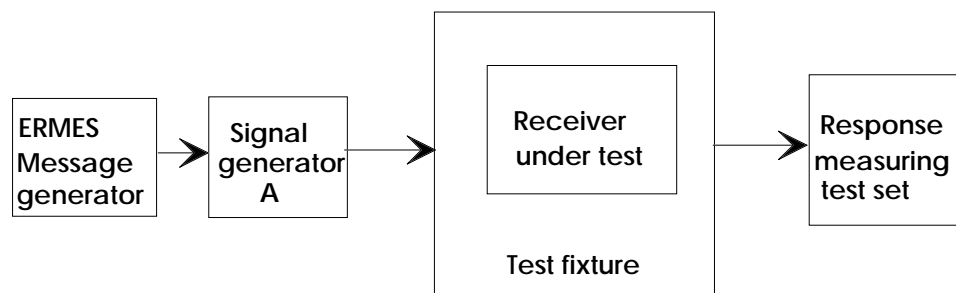 ERMES
Message
generator
Signal
generator
A
Receiver
under test
Test fixture
Response
measuring
test set